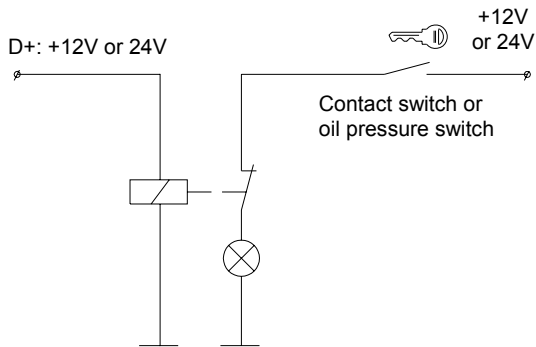 D+: +12V or 24V
+12V
or 24V
Contact switch or
oil pressure switch